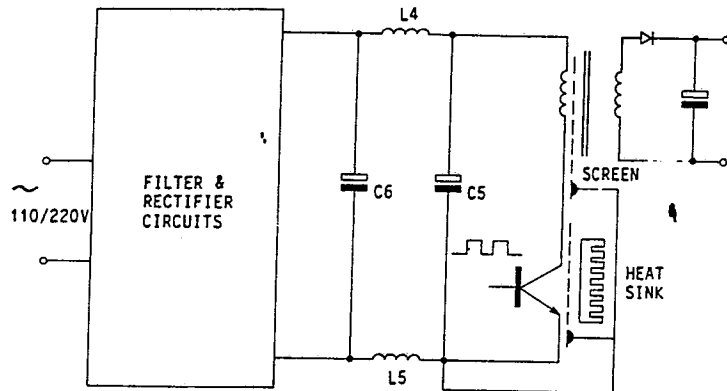 L4
C6
C5
SCREEN
FILTER &
RECTIFIER
CIRCUITS
110/220V
HEAT
SINK
L5